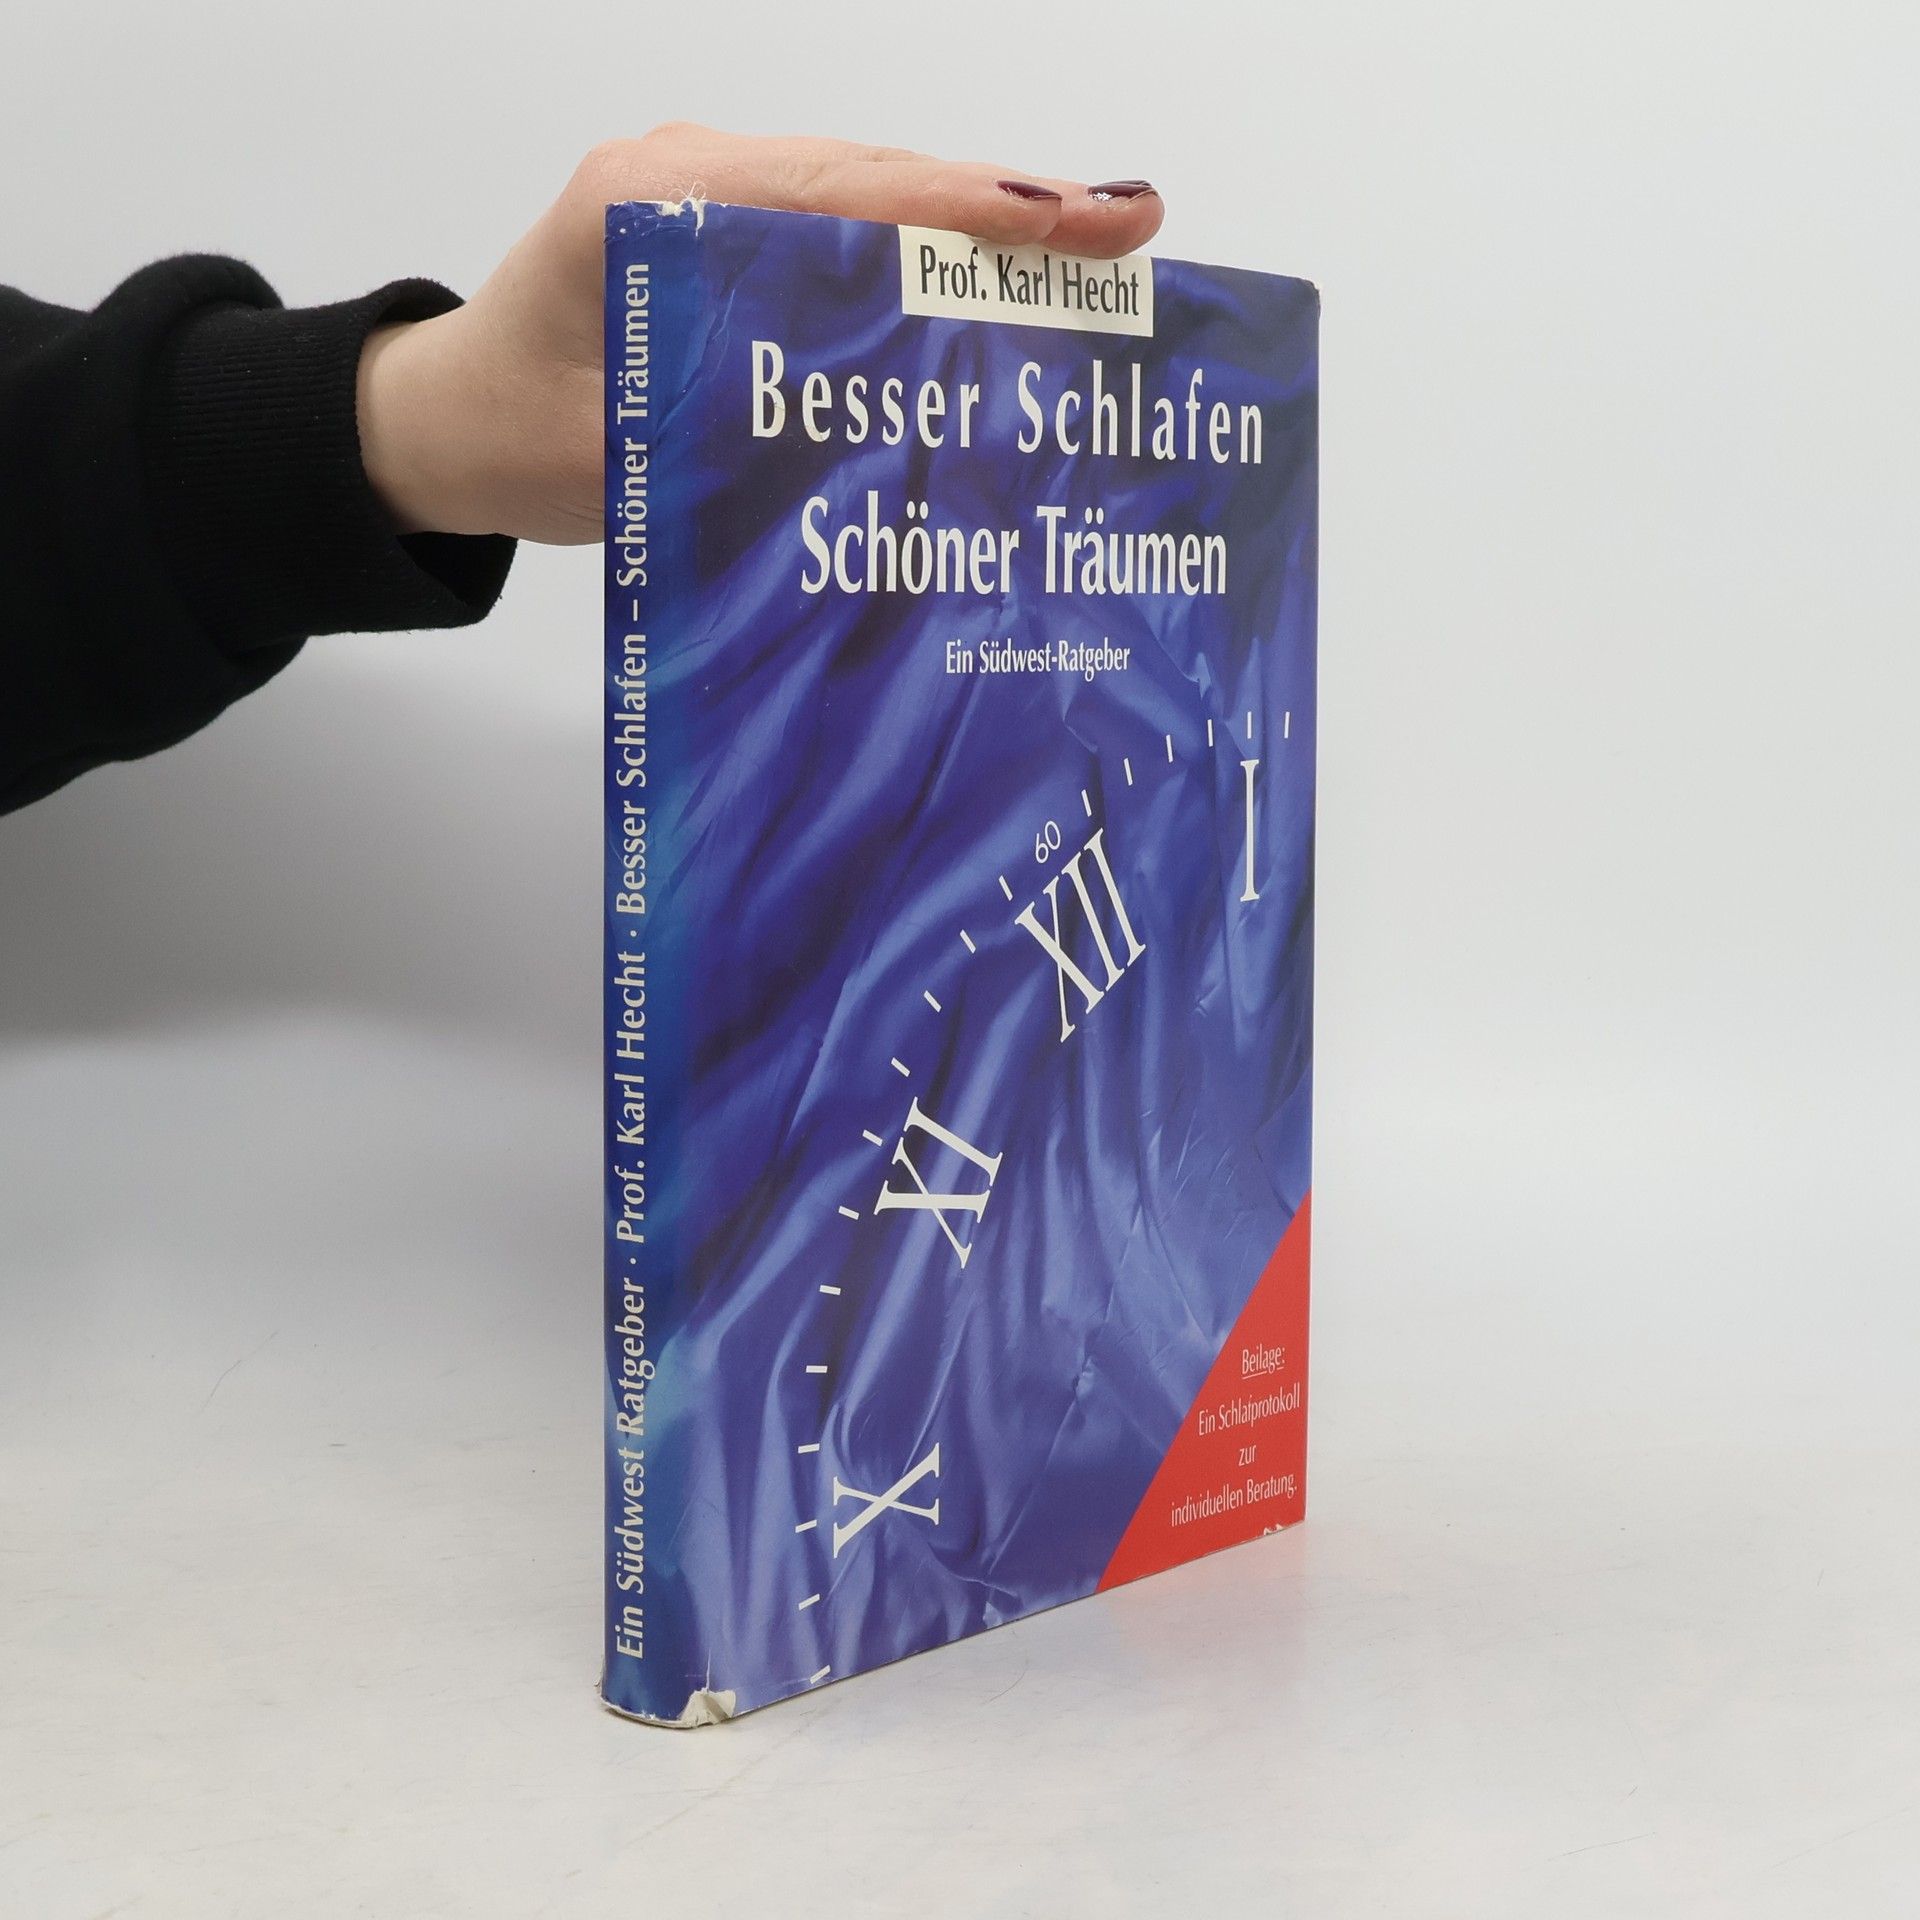 Ein Südwest Ratgeber · Prof. Karl Hecht · Besser Schlafen – Schöner Träumen
Prof. Karl Hecht
Besser Schlafen
Schöner Träumen
Ein Südwest-Ratgeber
I
60
XII
XI
X
Beilage:
Ein Schlafprotokoll
zur
individuellen Beratung.